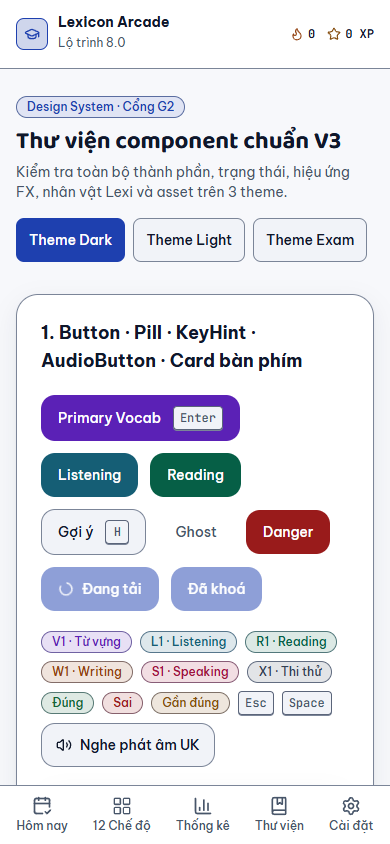 Lexicon Arcade
Lộ trình 8.0
0
0 XP
Design System · Cổng G2
Thư viện component chuẩn V3
Kiểm tra toàn bộ thành phần, trạng thái, hiệu ứng
FX, nhân vật Lexi và asset trên 3 theme.
Theme Dark
Theme Light
Theme Exam
1. Button · Pill · KeyHint ·
AudioButton · Card bàn phím
Primary Vocab Enter
Listening
Reading
Gợi ý H
Ghost
Danger
Đang tải
Đã khoá
V1 · Từ vựng
L1 · Listening
R1 · Reading
W1 · Writing
S1 · Speaking
X1 · Thi thử
Đúng
Sai
Gần đúng
Esc
Space
Nghe phát âm UK
Hôm nay
12 Chế độ
Thống kê
Thư viện
Cài đặt